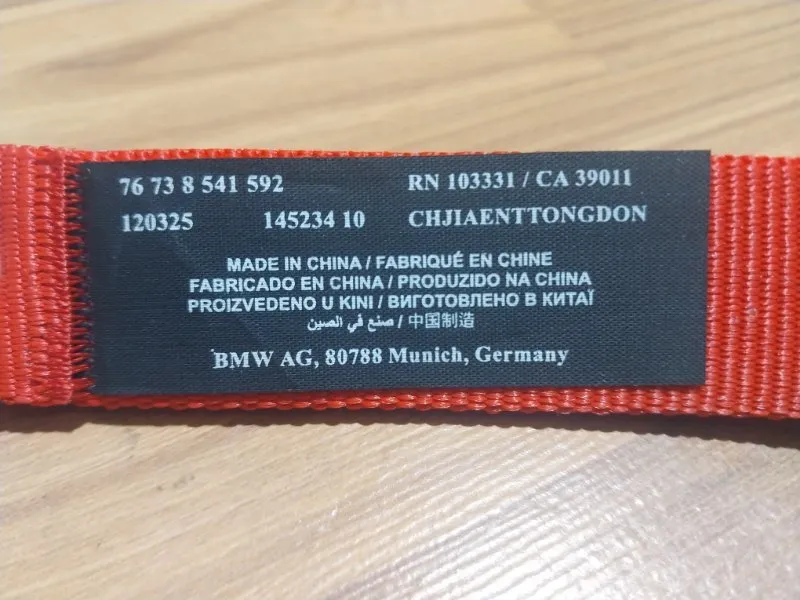 76 73 8 541 592 RN 103331 / CA 39011
120325 145234 10 CHJIAENTTONGDON
MADE IN CHINA / FABRIQUÉ EN CHINE
FABRICADO EN CHINA / PRODUZIDO NA CHINA
PROIZVEDENO U KINI / ВИГОТОВЛЕНО В КИТАЇ
صنع في الصين / 中国制造
BMW AG, 80788 Munich, Germany